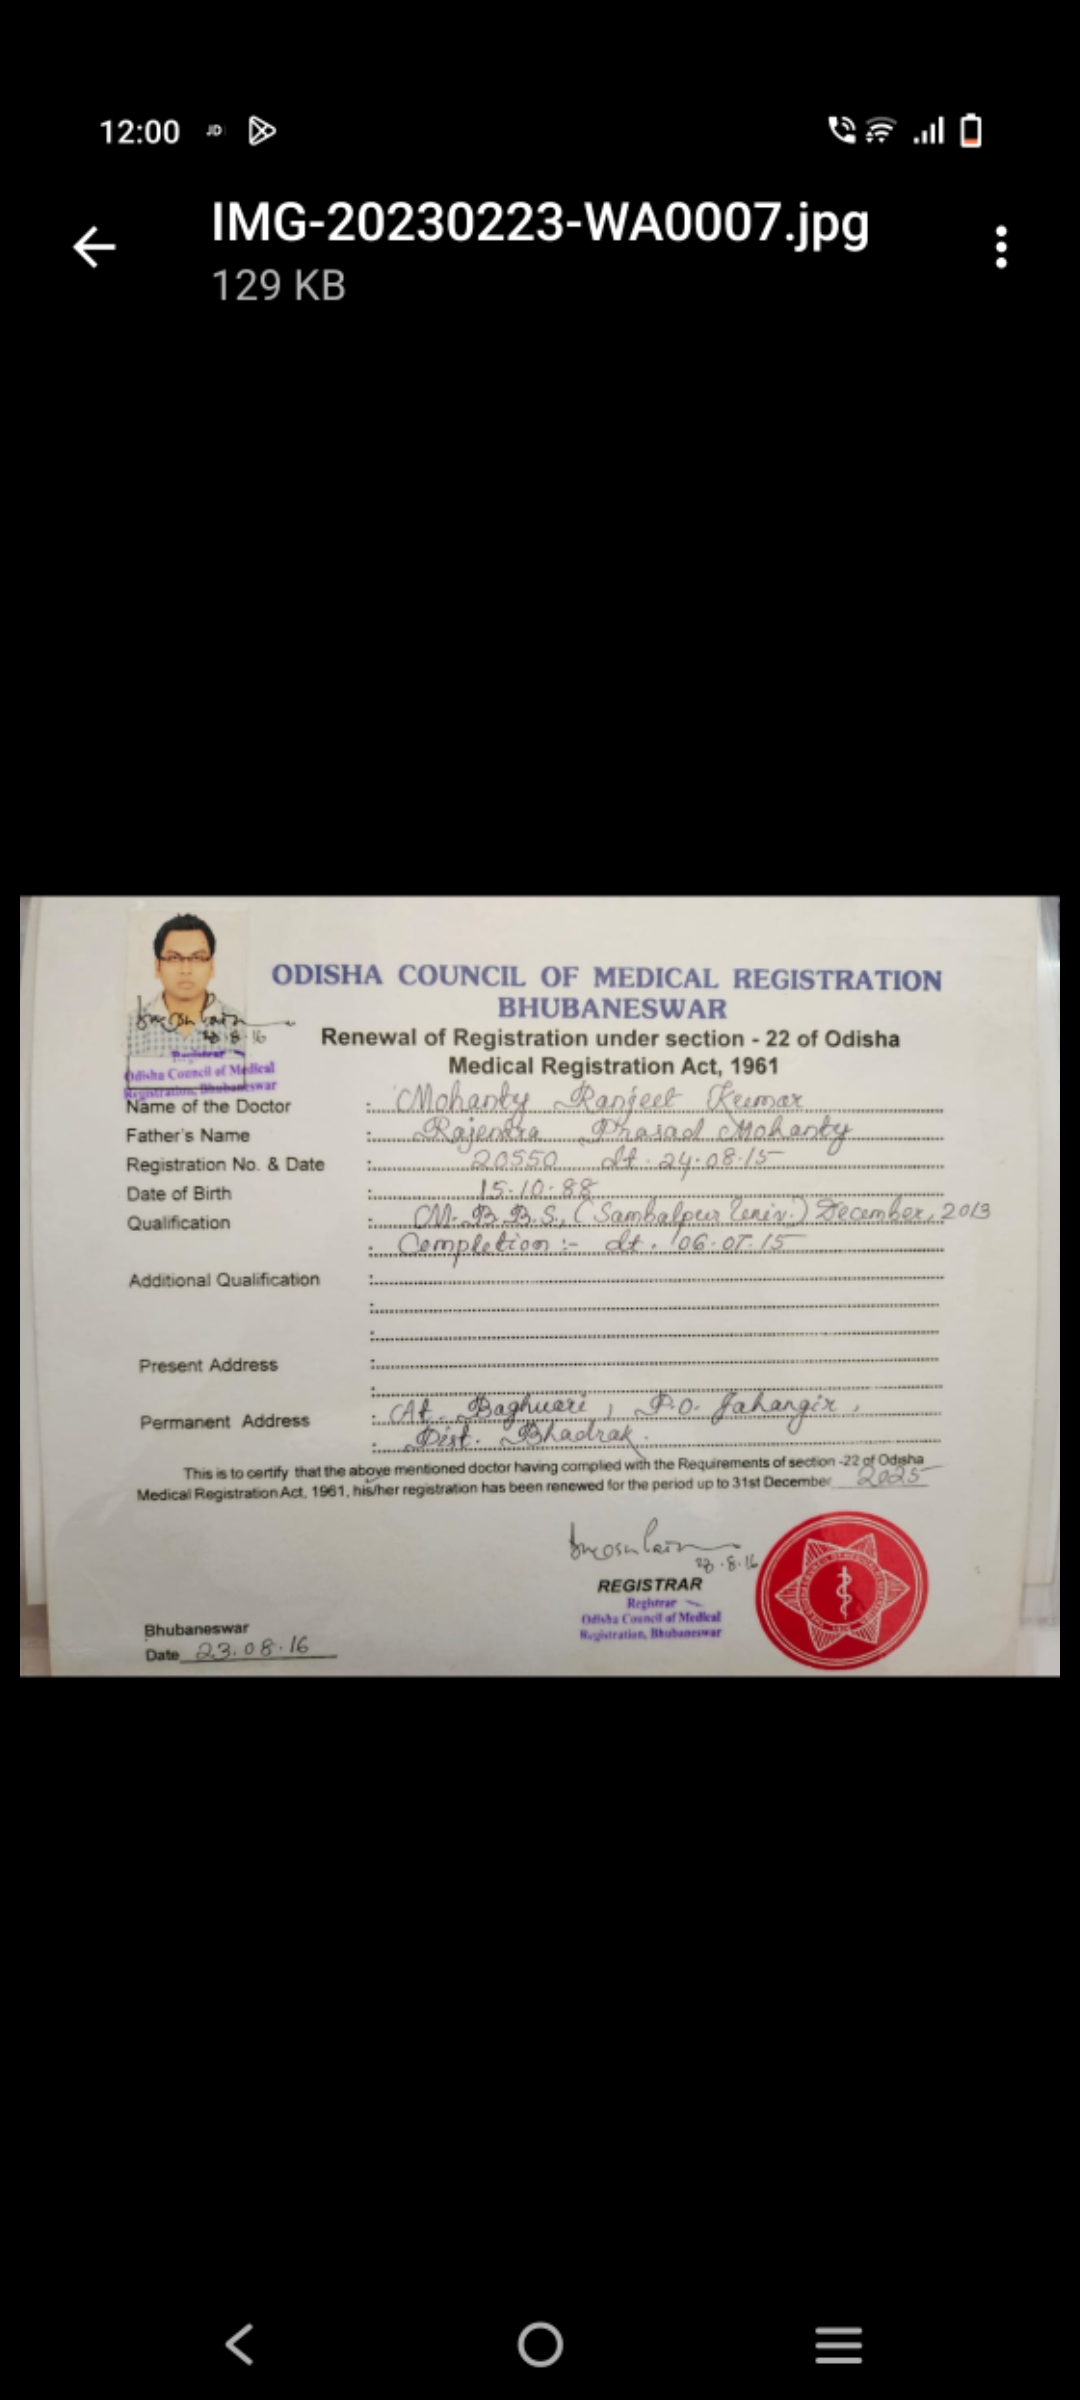 12:00 JD
IMG-20230223-WA0007.jpg
129 KB
ODISHA COUNCIL OF MEDICAL REGISTRATION
BHUBANESWAR
Renewal of Registration under section - 22 of Odisha
Medical Registration Act, 1961
28.8.16
Registrar
Odisha Council of Medical
Registration, Bhubaneswar
Name of the Doctor : Mohanty Ranjeet Kumar
Father's Name : Rajendra Prasad Mohanty
Registration No. & Date : 20550 dt. 24.08.15
Date of Birth : 15.10.88
Qualification : M.B.B.S., (Sambalpur Univ.) December, 2013
: Completion :- dt. 06.07.15
Additional Qualification :
:
:
Present Address :
:
Permanent Address : At. Baghuari, P.O. Jahangir,
: Dist. Bhadrak.
This is to certify that the above mentioned doctor having complied with the Requirements of section -22 of Odisha
Medical Registration Act, 1961, his/her registration has been renewed for the period up to 31st December 2025
REGISTRAR
Registrar
Odisha Council of Medical
Registration, Bhubaneswar
Bhubaneswar
Date 23.08.16